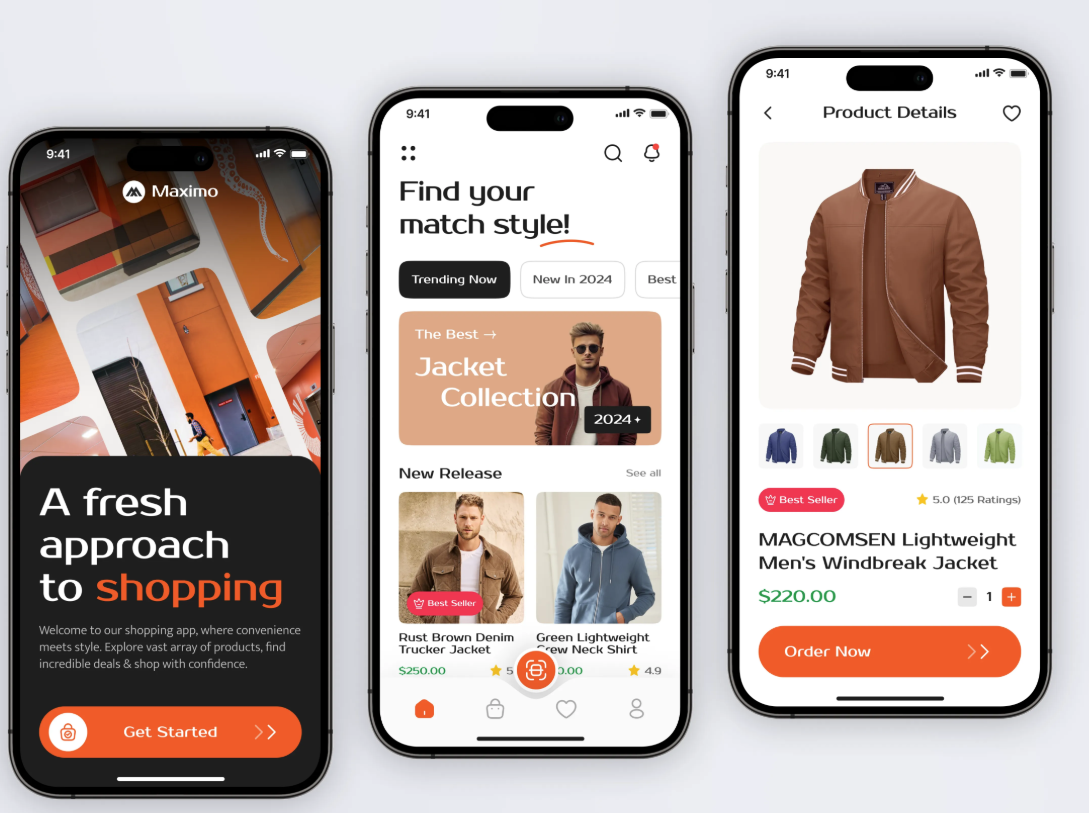 9:41
Maximo
A fresh
approach
to shopping
Welcome to our shopping app, where convenience
meets style. Explore vast array of products, find
incredible deals & shop with confidence.
Get Started
9:41
Find your
match style!
Trending Now
New In 2024
Best
The Best →
Jacket
Collection
2024+
New Release
See all
Best Seller
Rust Brown Denim
Trucker Jacket
$250.00
5
Green Lightweight
Crew Neck Shirt
0.00
4.9
9:41
Product Details
Best Seller
5.0 (125 Ratings)
MAGCOMSEN Lightweight
Men's Windbreak Jacket
$220.00
1
Order Now